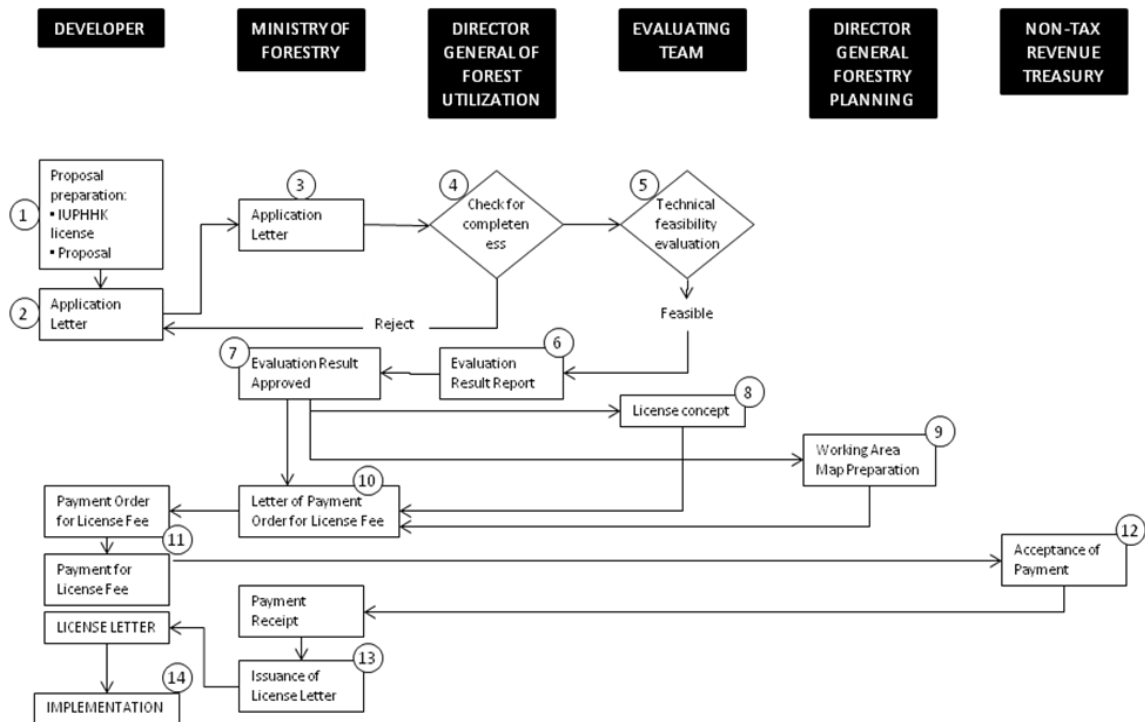 DEVELOPER
MINISTRY OF
FORESTRY
DIRECTOR
GENERAL OF
FOREST
UTILIZATION
EVALUATING
TEAM
DIRECTOR
GENERAL
FORESTRY
PLANNING
NON-TAX
REVENUE
TREASURY
1
Proposal
preparation:
▪ IUPHHK
license
▪ Proposal
2
Application
Letter
3
Application
Letter
4
Check for
completen
ess
5
Technical
feasibility
evaluation
Reject
Feasible
6
Evaluation
Result Report
7
Evaluation Result
Approved
8
License concept
9
Working Area
Map Preparation
10
Letter of Payment
Order for License Fee
Payment Order
for License Fee
11
Payment for
License Fee
12
Acceptance of
Payment
Payment
Receipt
13
Issuance of
License Letter
LICENSE LETTER
14
IMPLEMENTATION